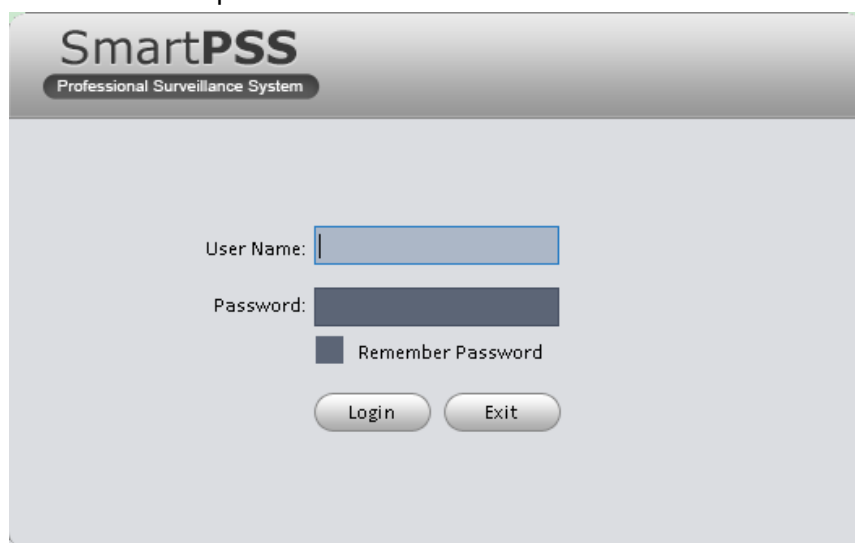 SmartPSS
Professional Surveillance System
User Name:
Password:
Remember Password
Login Exit